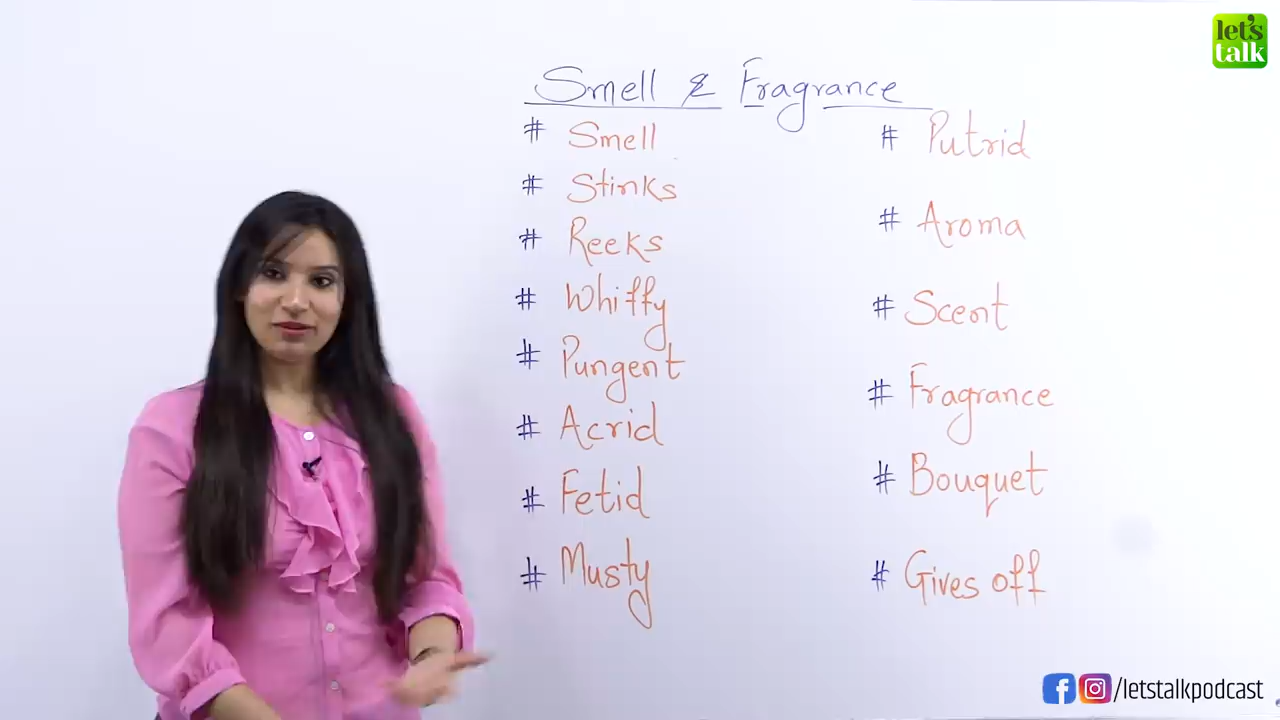 let's
talk
Smell & Fragrance
# Smell
# Stinks
# Reeks
# Whiffy
# Pungent
# Acrid
# Fetid
# Musty
# Putrid
# Aroma
# Scent
# Fragrance
# Bouquet
# Gives off
/letstalkpodcast